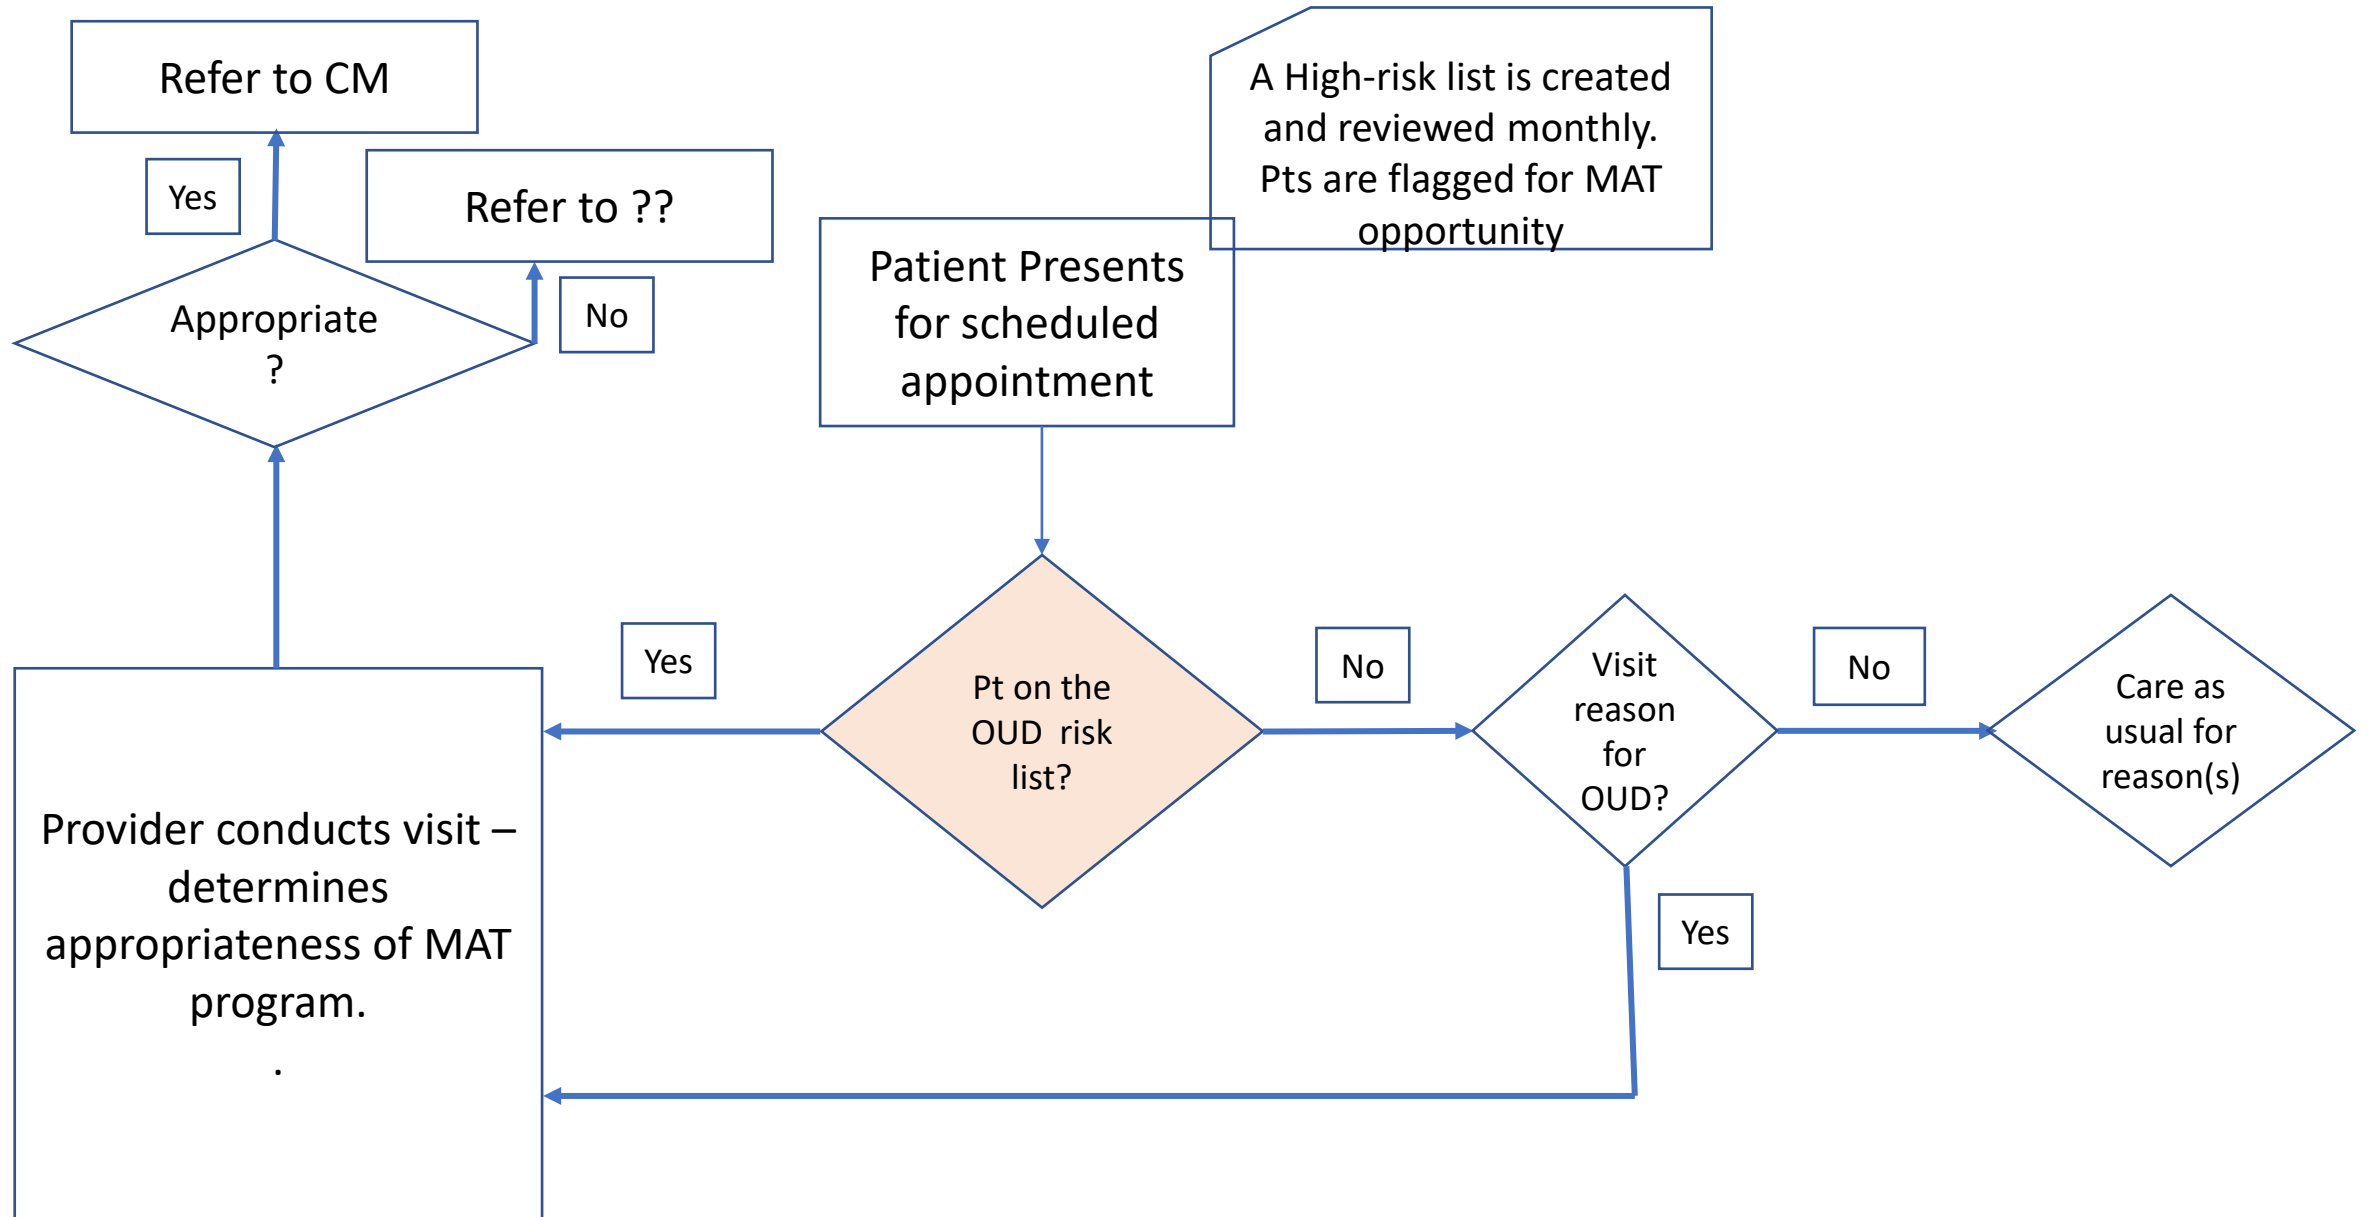 Refer to CM
Yes
Refer to ??
No
Appropriate
?
A High-risk list is created
and reviewed monthly.
Pts are flagged for MAT
opportunity
Patient Presents
for scheduled
appointment
Yes
Pt on the
OUD  risk
list?
No
Visit
reason
for
OUD?
No
Care as
usual for
reason(s)
Yes
Provider conducts visit –
determines
appropriateness of MAT
program.
.